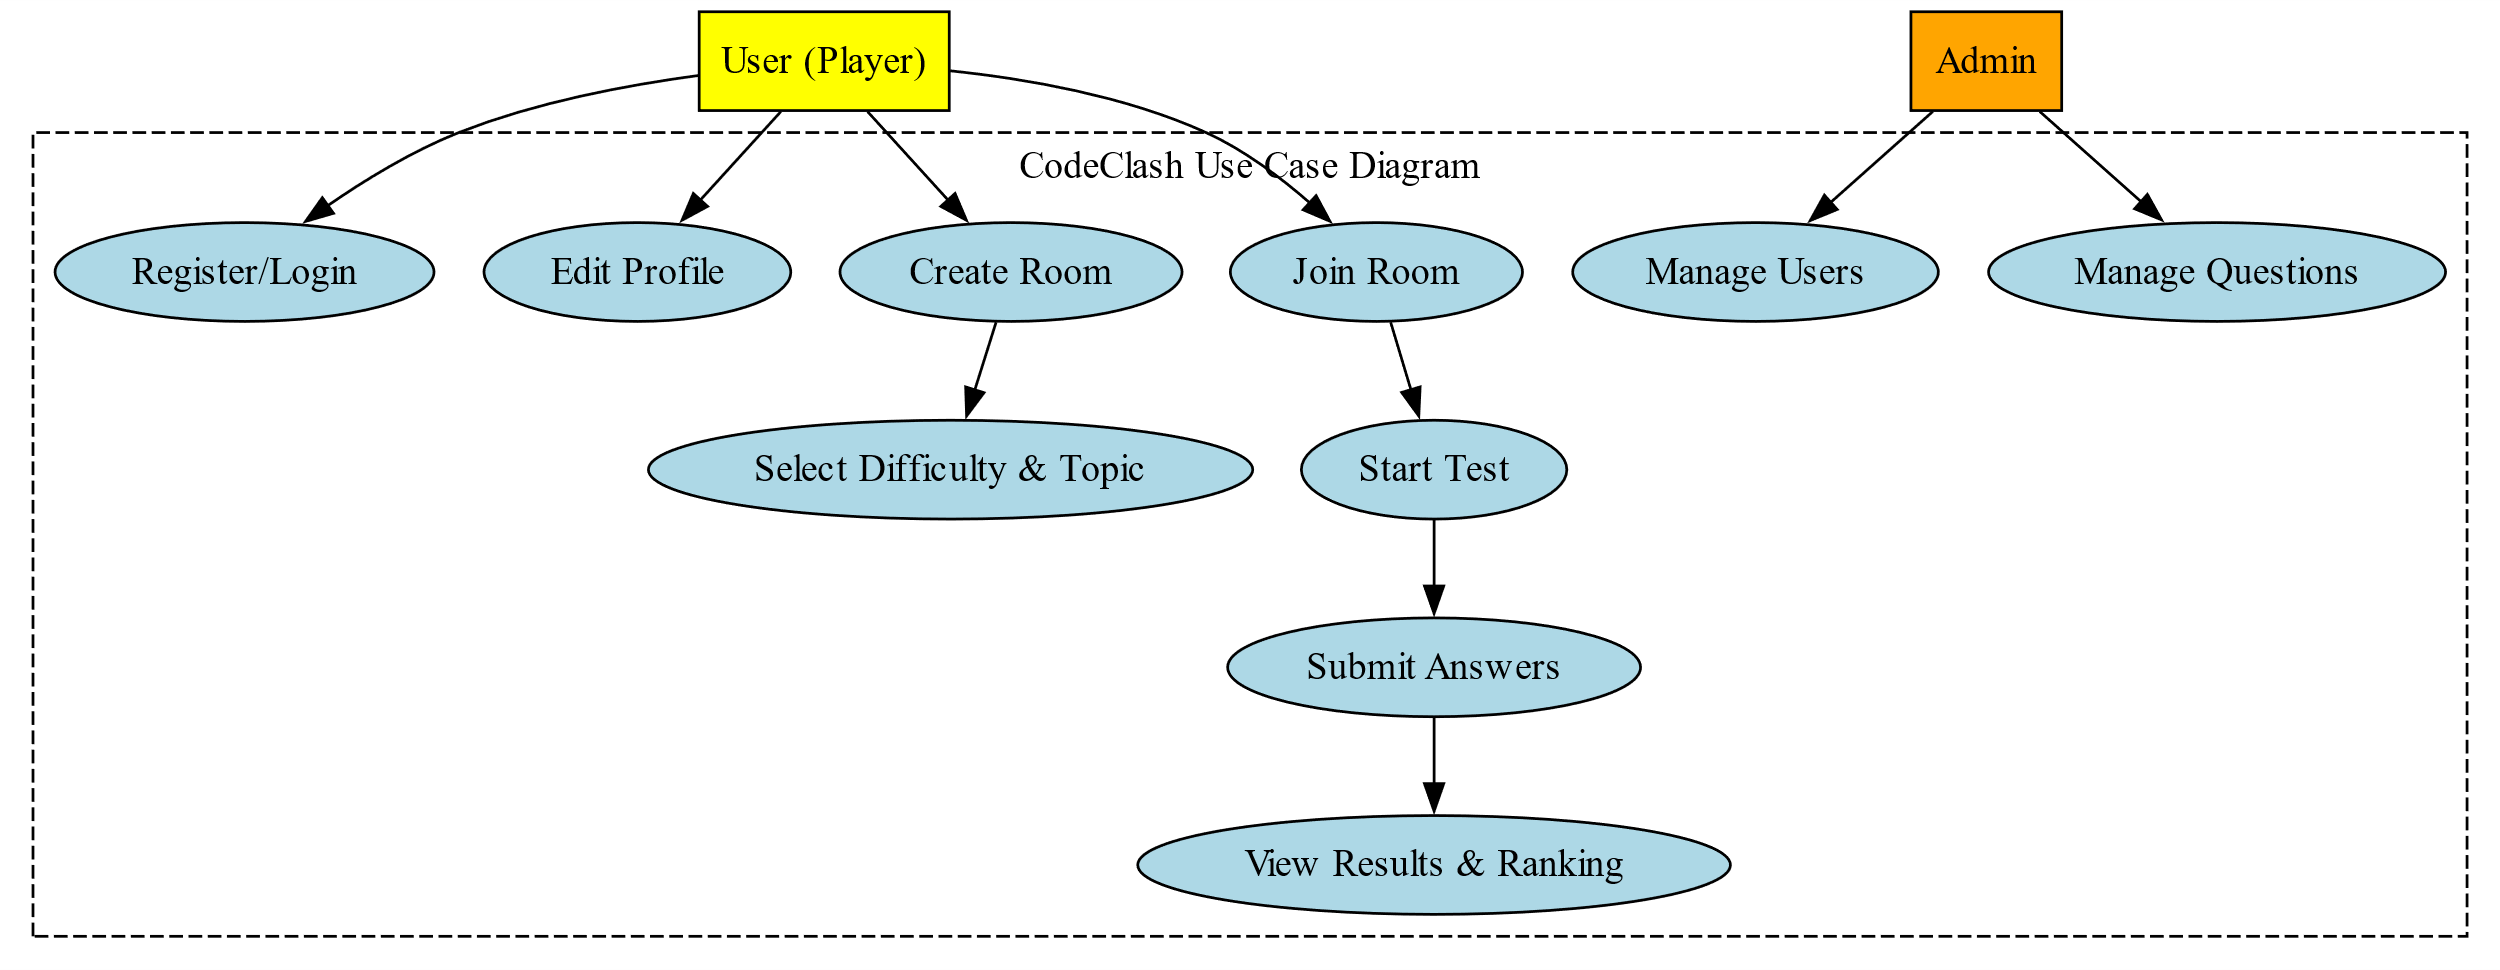 User (Player)
Admin
CodeClash Use Case Diagram
Register/Login
Edit Profile
Create Room
Join Room
Manage Users
Manage Questions
Select Difficulty & Topic
Start Test
Submit Answers
View Results & Ranking